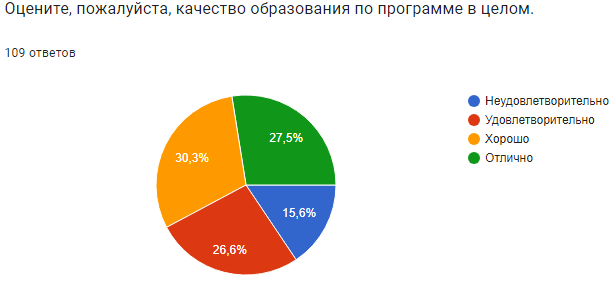 Оцените, пожалуйста, качество образования по программе в целом.
109 ответов
Неудовлетворительно
Удовлетворительно
Хорошо
Отлично
27,5%
30,3%
15,6%
26,6%